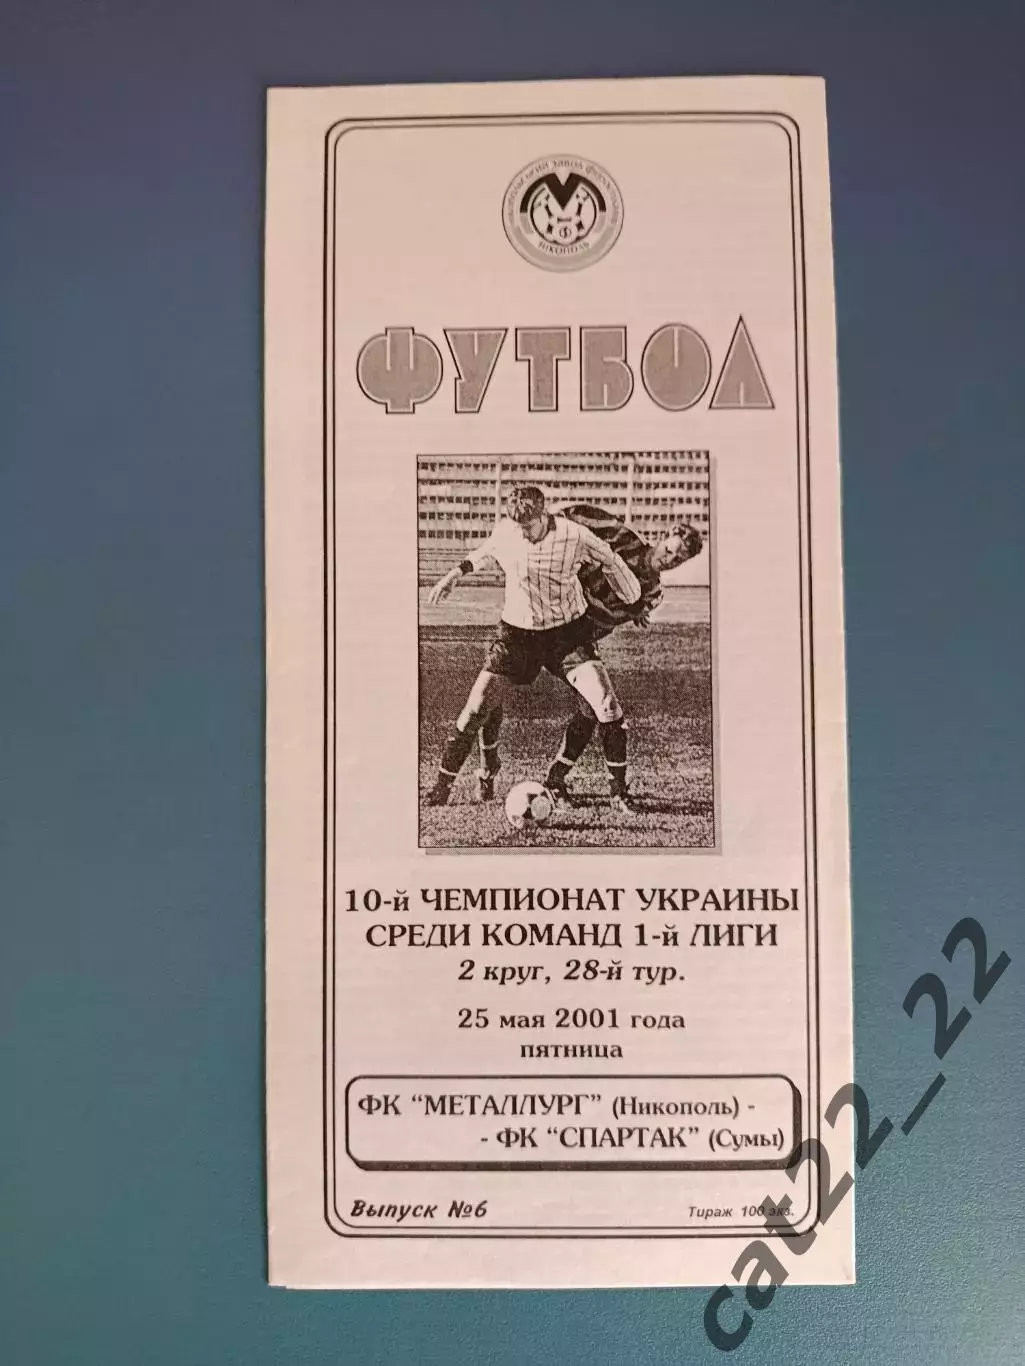 НІКОПОЛЬ
ФУТБОЛ
10-й ЧЕМПИОНАТ УКРАИНЫ
СРЕДИ КОМАНД 1-й ЛИГИ
2 круг, 28-й тур.
25 мая 2001 года
пятница
ФК "МЕТАЛЛУРГ" (Никополь) -
- ФК "СПАРТАК" (Сумы)
Выпуск №6
Тираж 100 экз.
cat22_22